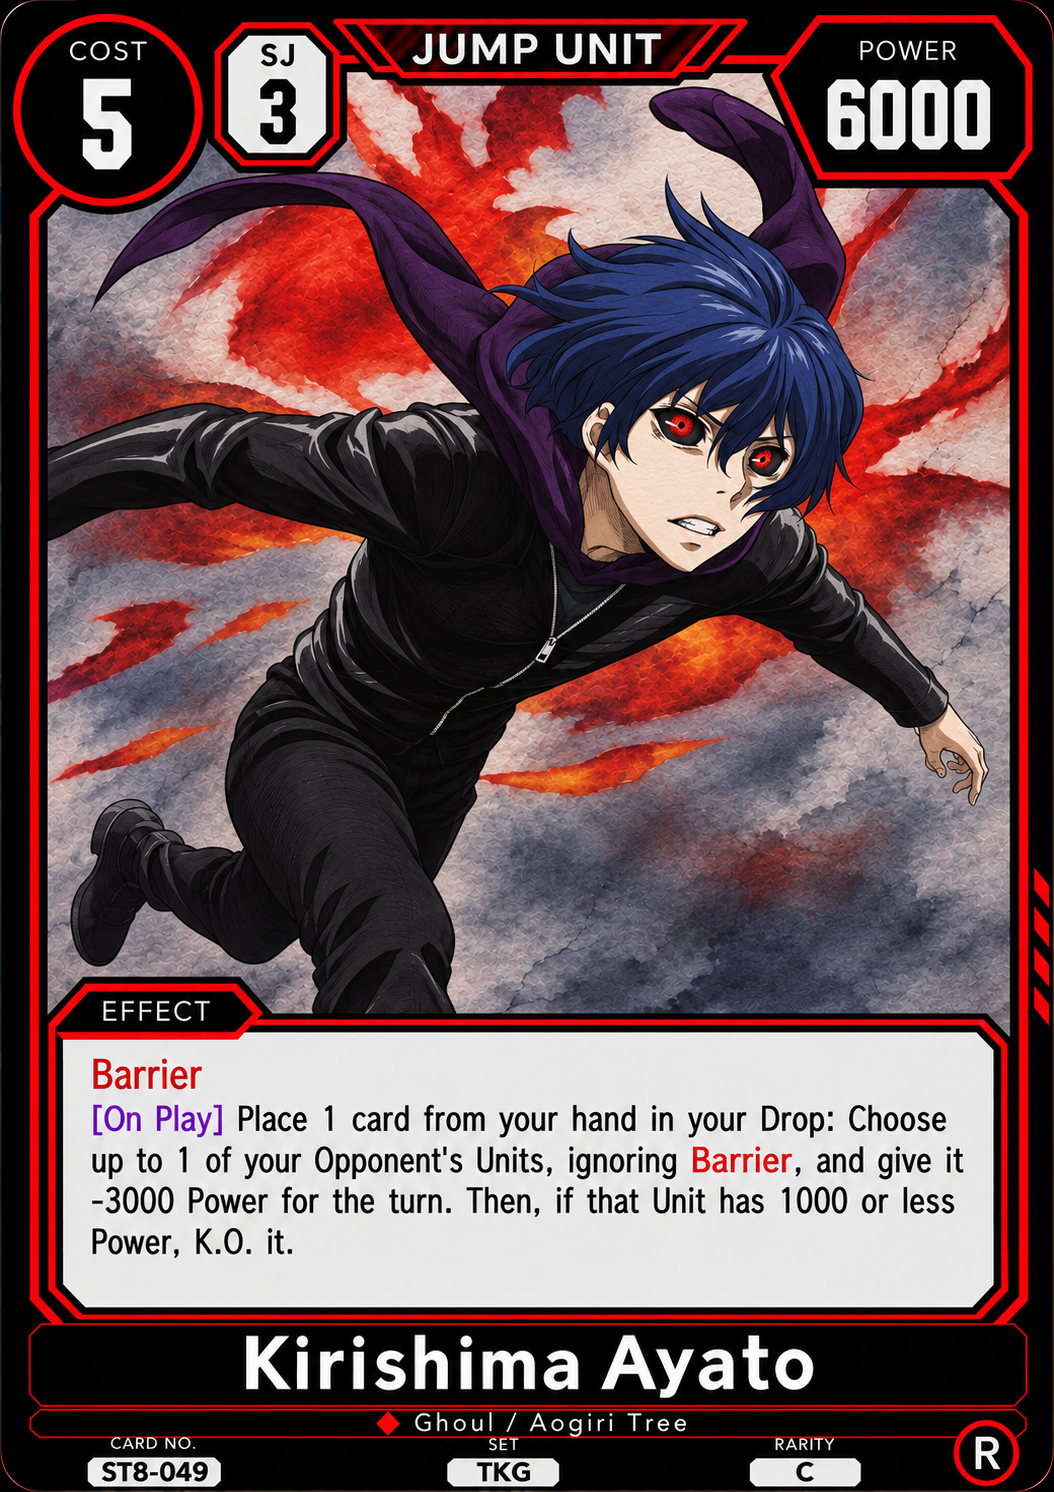 COST
5
SJ
3
JUMP UNIT
POWER
6000
EFFECT
Barrier
[On Play] Place 1 card from your hand in your Drop: Choose
up to 1 of your Opponent's Units, ignoring Barrier, and give it
-3000 Power for the turn. Then, if that Unit has 1000 or less
Power, K.O. it.
Kirishima Ayato
Ghoul / Aogiri Tree
CARD NO.
ST8-049
SET
TKG
RARITY
C
R